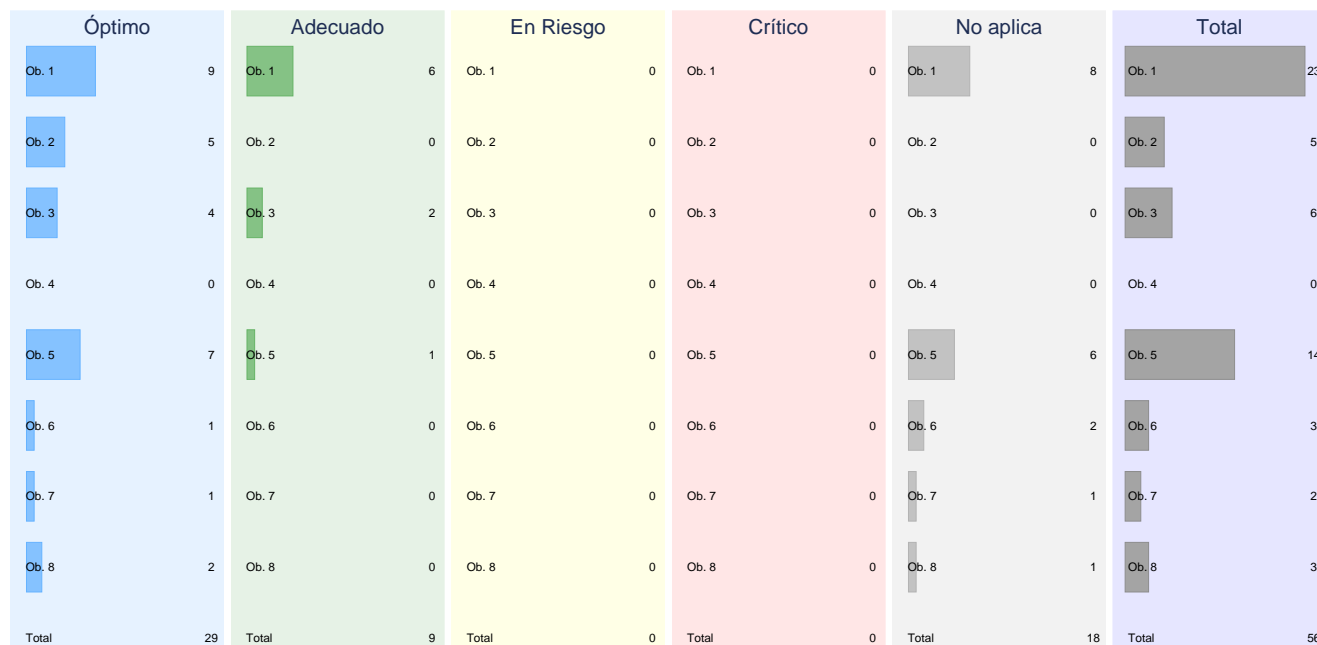 Óptimo Adecuado En Riesgo Crítico No aplica Total
Ob. 1 9 Ob. 1 6 Ob. 1 0 Ob. 1 0 Ob. 1 8 Ob. 1 23
Ob. 2 5 Ob. 2 0 Ob. 2 0 Ob. 2 0 Ob. 2 0 Ob. 2 5
Ob. 3 4 Ob. 3 2 Ob. 3 0 Ob. 3 0 Ob. 3 0 Ob. 3 6
Ob. 4 0 Ob. 4 0 Ob. 4 0 Ob. 4 0 Ob. 4 0 Ob. 4 0
Ob. 5 7 Ob. 5 1 Ob. 5 0 Ob. 5 0 Ob. 5 6 Ob. 5 14
Ob. 6 1 Ob. 6 0 Ob. 6 0 Ob. 6 0 Ob. 6 2 Ob. 6 3
Ob. 7 1 Ob. 7 0 Ob. 7 0 Ob. 7 0 Ob. 7 1 Ob. 7 2
Ob. 8 2 Ob. 8 0 Ob. 8 0 Ob. 8 0 Ob. 8 1 Ob. 8 3
Total 29 Total 9 Total 0 Total 0 Total 18 Total 56